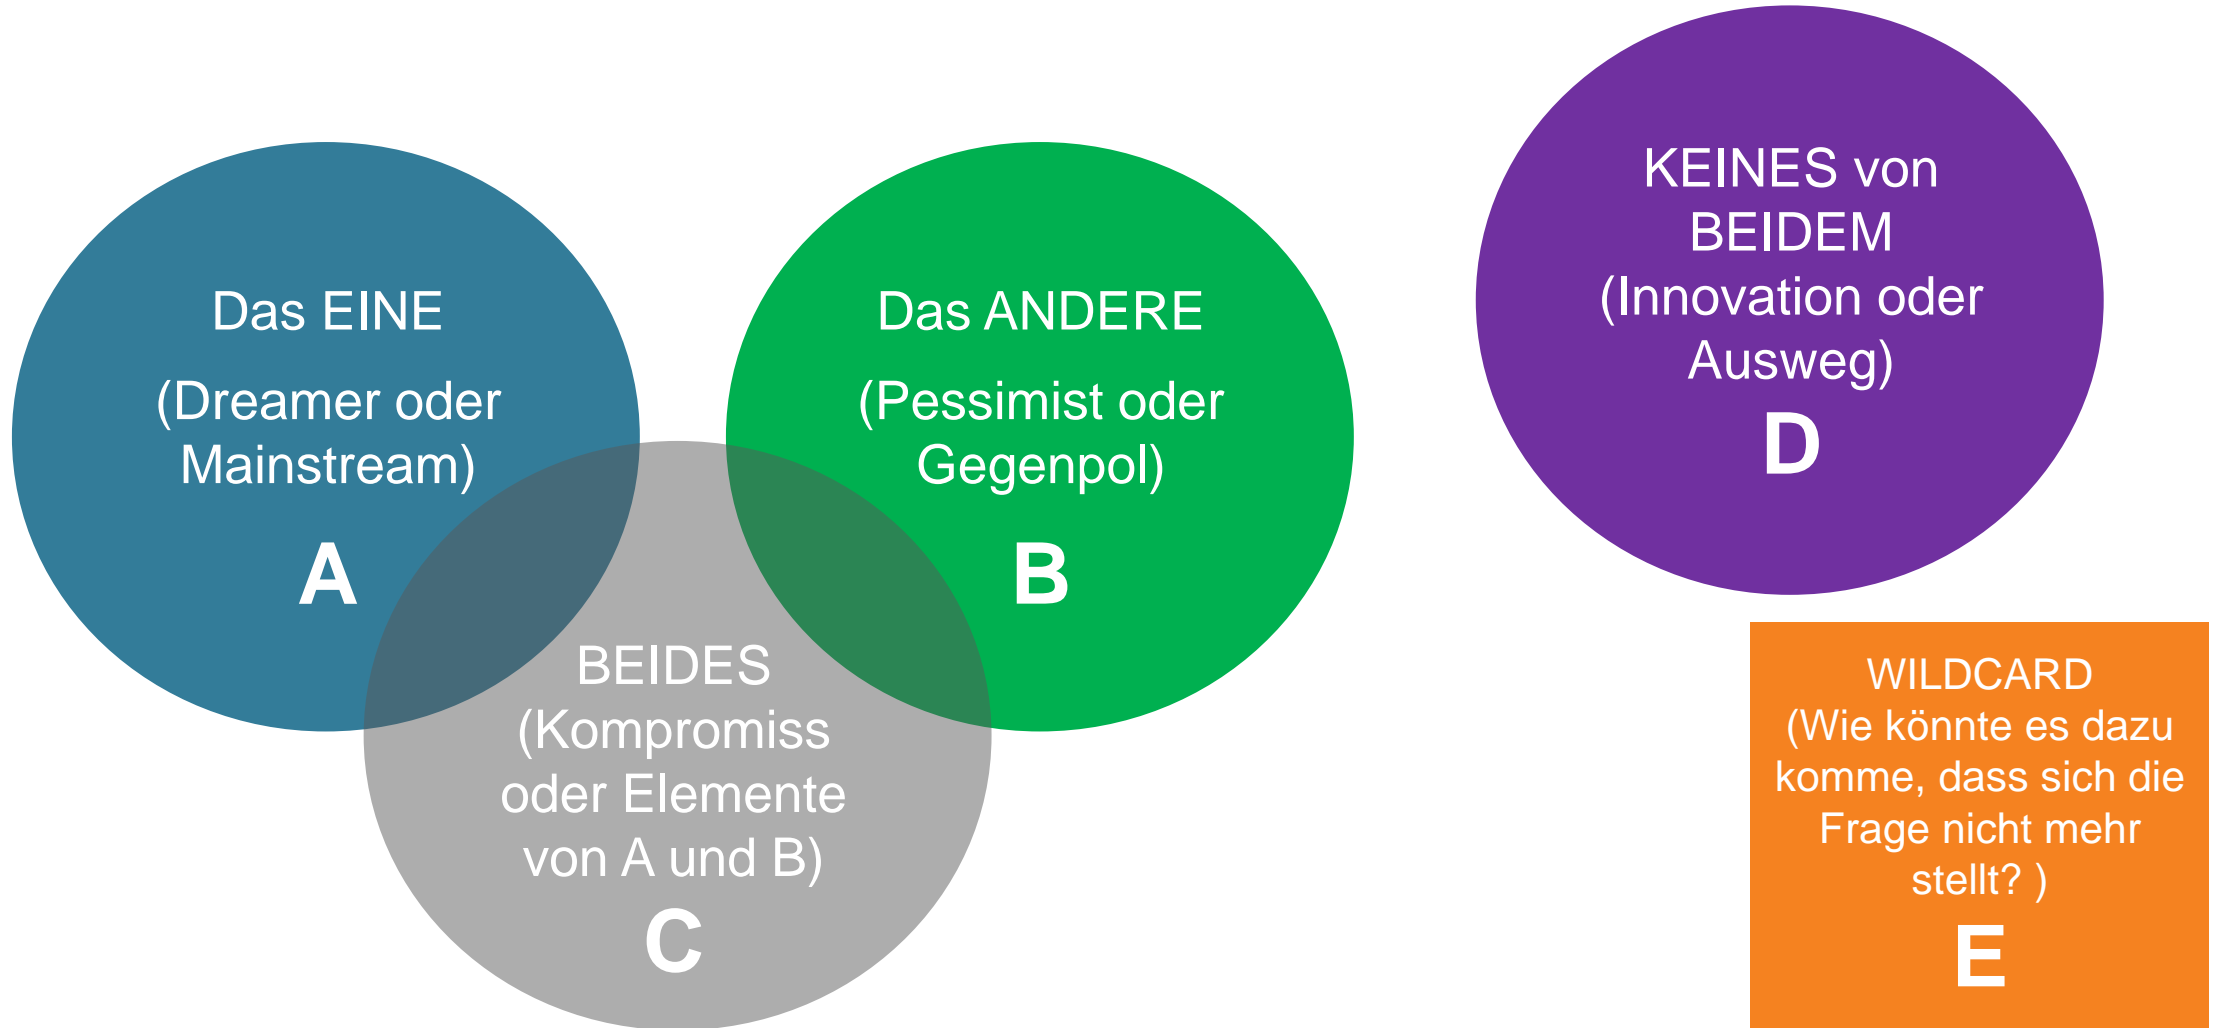 Das EINE
(Dreamer oder
Mainstream)
A
Das ANDERE
(Pessimist oder
Gegenpol)
B
BEIDES
(Kompromiss
oder Elemente
von A und B)
C
KEINES von
BEIDEM
(Innovation oder
Ausweg)
D
WILDCARD
(Wie könnte es dazu
komme, dass sich die
Frage nicht mehr
stellt? )
E